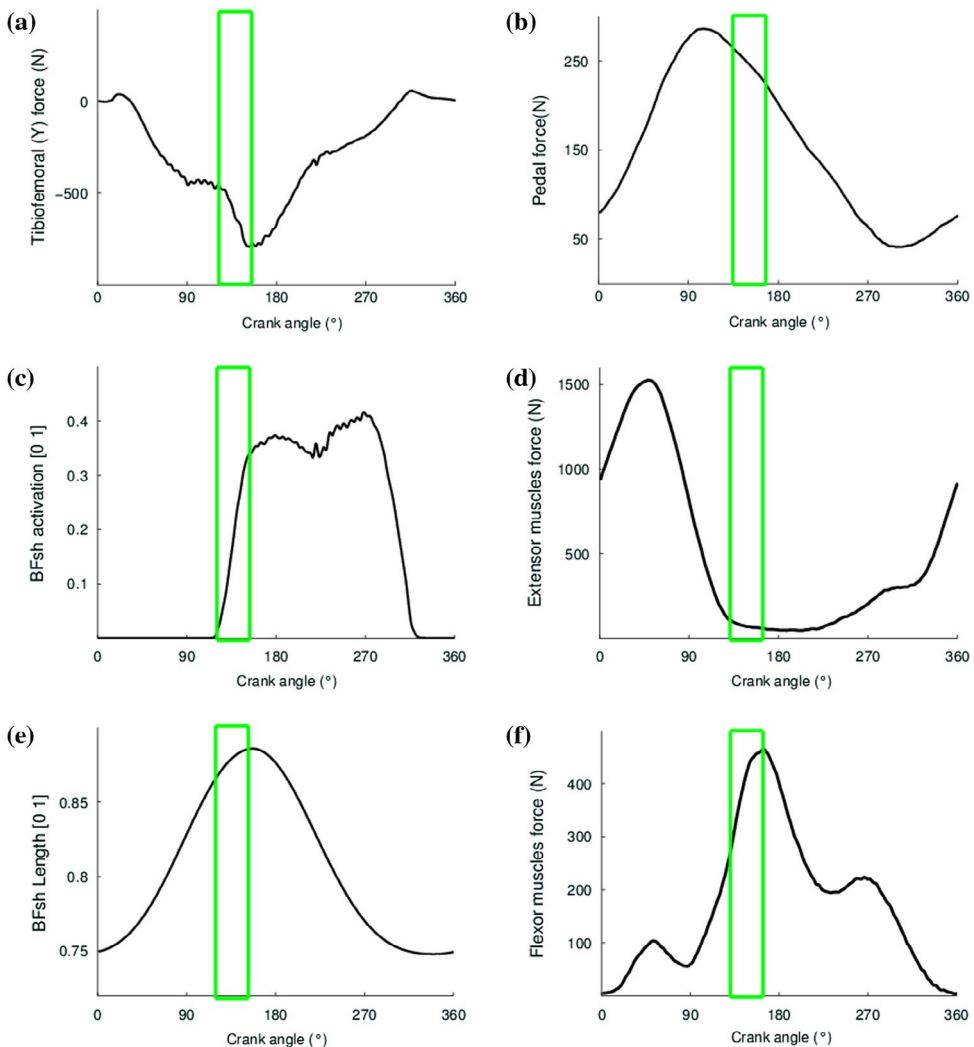 (a)
Tibiofemoral (Y) force (N)
0
−500
0 90 180 270 360
Crank angle (°)
(b)
Pedal force(N)
250
150
50
0 90 180 270 360
Crank angle (°)
(c)
BFsh activation [0 1]
0.4
0.3
0.2
0.1
0 90 180 270 360
Crank angle (°)
(d)
Extensor muscles force (N)
1500
1000
500
0 90 180 270 360
Crank angle (°)
(e)
BFsh Length [0 1]
0.85
0.8
0.75
0 90 180 270 360
Crank angle (°)
(f)
Flexor muscles force (N)
400
300
200
100
0 90 180 270 360
Crank angle (°)